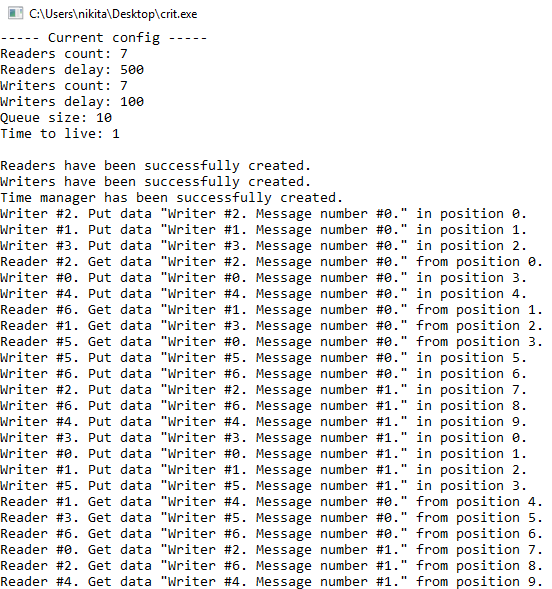 C:\Users\nikita\Desktop\crit.exe
----- Current config -----
Readers count: 7
Readers delay: 500
Writers count: 7
Writers delay: 100
Queue size: 10
Time to live: 1
Readers have been successfully created.
Writers have been successfully created.
Time manager has been successfully created.
Writer #2. Put data "Writer #2. Message number #0." in position 0.
Writer #1. Put data "Writer #1. Message number #0." in position 1.
Writer #3. Put data "Writer #3. Message number #0." in position 2.
Reader #2. Get data "Writer #2. Message number #0." from position 0.
Writer #0. Put data "Writer #0. Message number #0." in position 3.
Writer #4. Put data "Writer #4. Message number #0." in position 4.
Reader #6. Get data "Writer #1. Message number #0." from position 1.
Reader #1. Get data "Writer #3. Message number #0." from position 2.
Reader #5. Get data "Writer #0. Message number #0." from position 3.
Writer #5. Put data "Writer #5. Message number #0." in position 5.
Writer #6. Put data "Writer #6. Message number #0." in position 6.
Writer #2. Put data "Writer #2. Message number #1." in position 7.
Writer #6. Put data "Writer #6. Message number #1." in position 8.
Writer #4. Put data "Writer #4. Message number #1." in position 9.
Writer #3. Put data "Writer #3. Message number #1." in position 0.
Writer #0. Put data "Writer #0. Message number #1." in position 1.
Writer #1. Put data "Writer #1. Message number #1." in position 2.
Writer #5. Put data "Writer #5. Message number #1." in position 3.
Reader #1. Get data "Writer #4. Message number #0." from position 4.
Reader #3. Get data "Writer #5. Message number #0." from position 5.
Reader #6. Get data "Writer #6. Message number #0." from position 6.
Reader #0. Get data "Writer #2. Message number #1." from position 7.
Reader #2. Get data "Writer #6. Message number #1." from position 8.
Reader #4. Get data "Writer #4. Message number #1." from position 9.